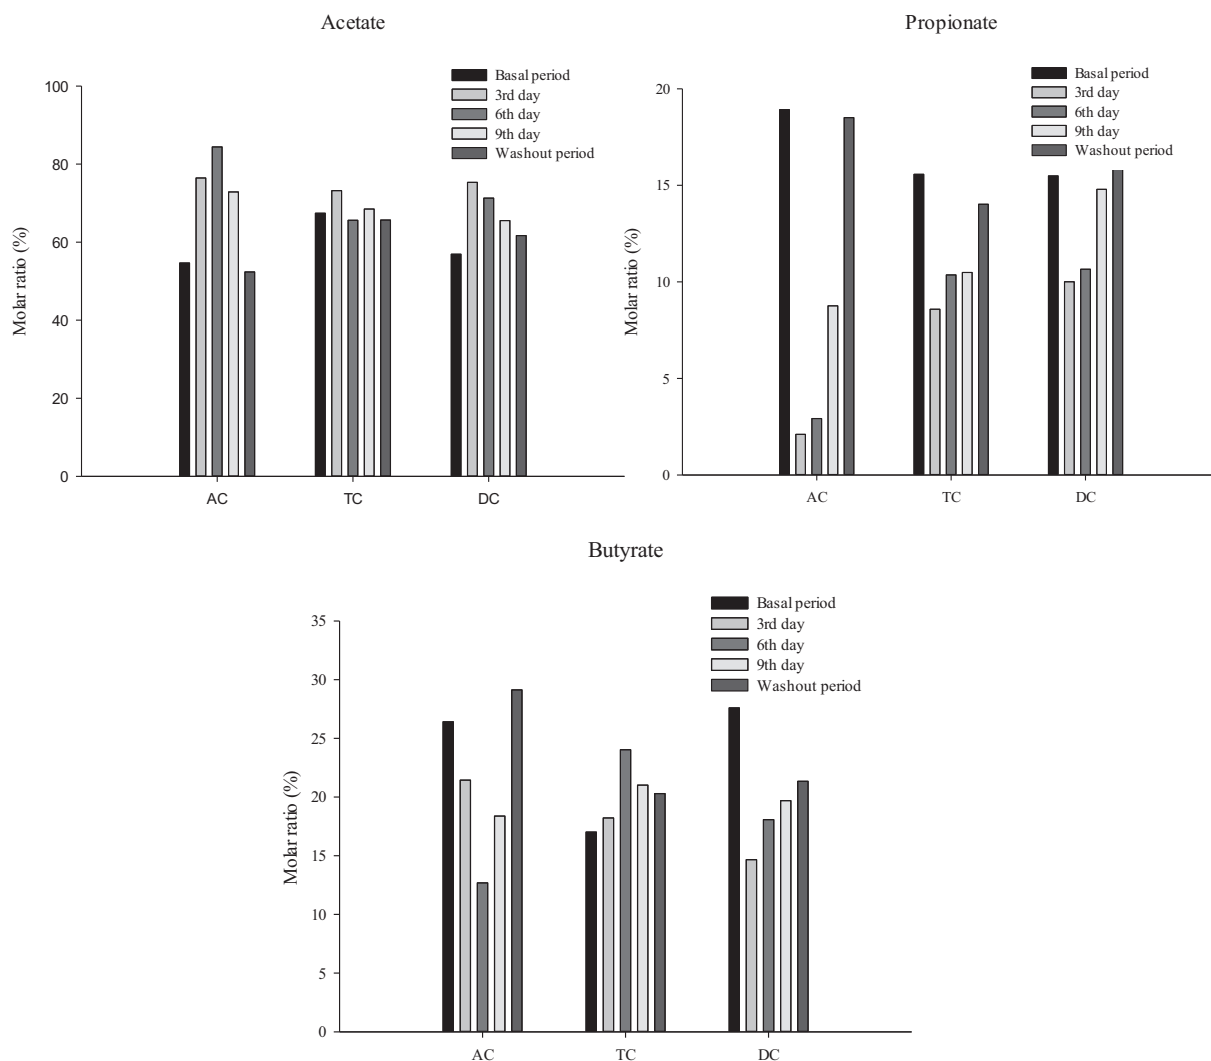 Acetate
Basal period
3rd day
6th day
9th day
Washout period
Molar ratio (%)
100
80
60
40
20
0
AC TC DC
Propionate
Basal period
3rd day
6th day
9th day
Washout period
Molar ratio (%)
20
15
10
5
0
AC TC DC
Butyrate
Basal period
3rd day
6th day
9th day
Washout period
Molar ratio (%)
35
30
25
20
15
10
5
0
AC TC DC